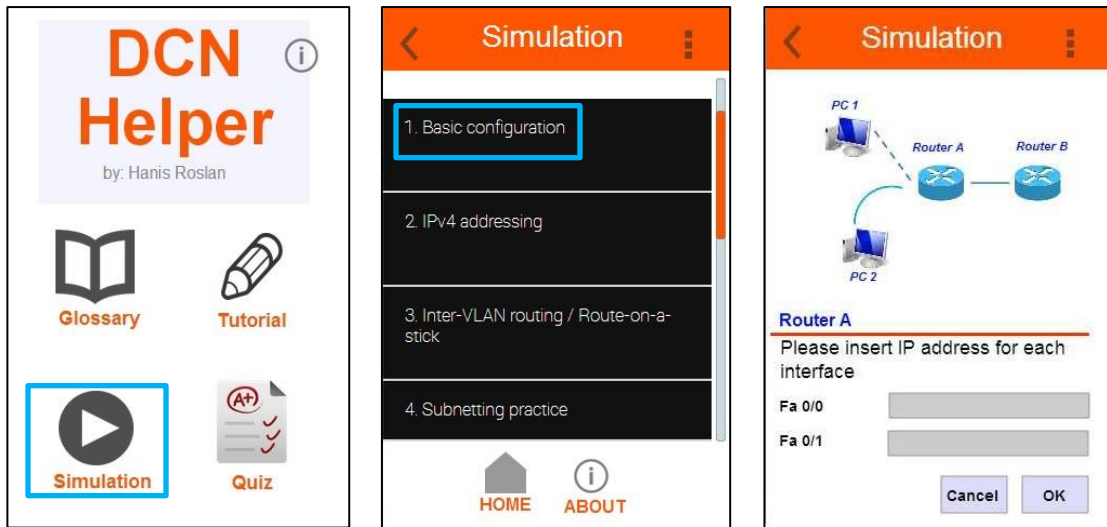 DCN
Helper
by: Hanis Roslan
Glossary
Tutorial
A+
Simulation
Quiz
Simulation
1. Basic configuration
2. IPv4 addressing
3. Inter-VLAN routing / Route-on-a-
stick
4. Subnetting practice
HOME
ABOUT
Simulation
PC 1
Router A
Router B
PC 2
Router A
Please insert IP address for each
interface
Fa 0/0
Fa 0/1
Cancel
OK